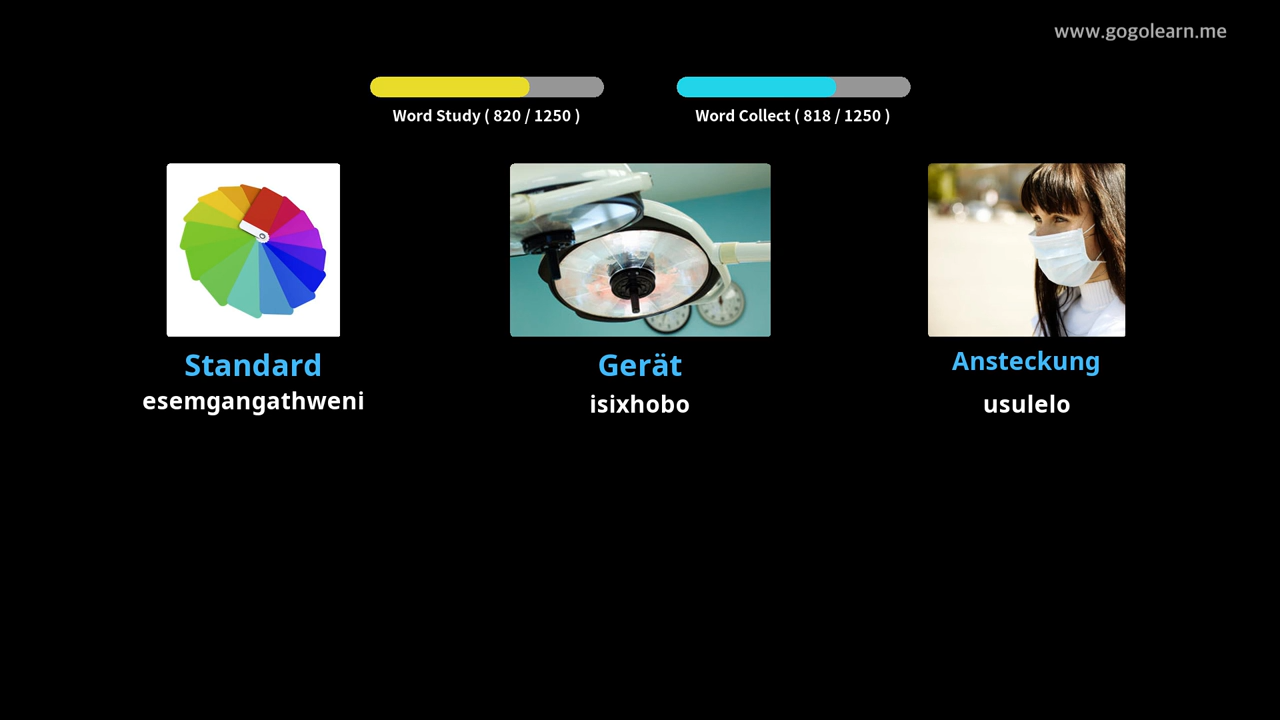 www.gogolearn.me
Word Study ( 820 / 1250 )
Word Collect ( 818 / 1250 )
Standard
esemgangathweni
Gerät
isixhobo
Ansteckung
usulelo